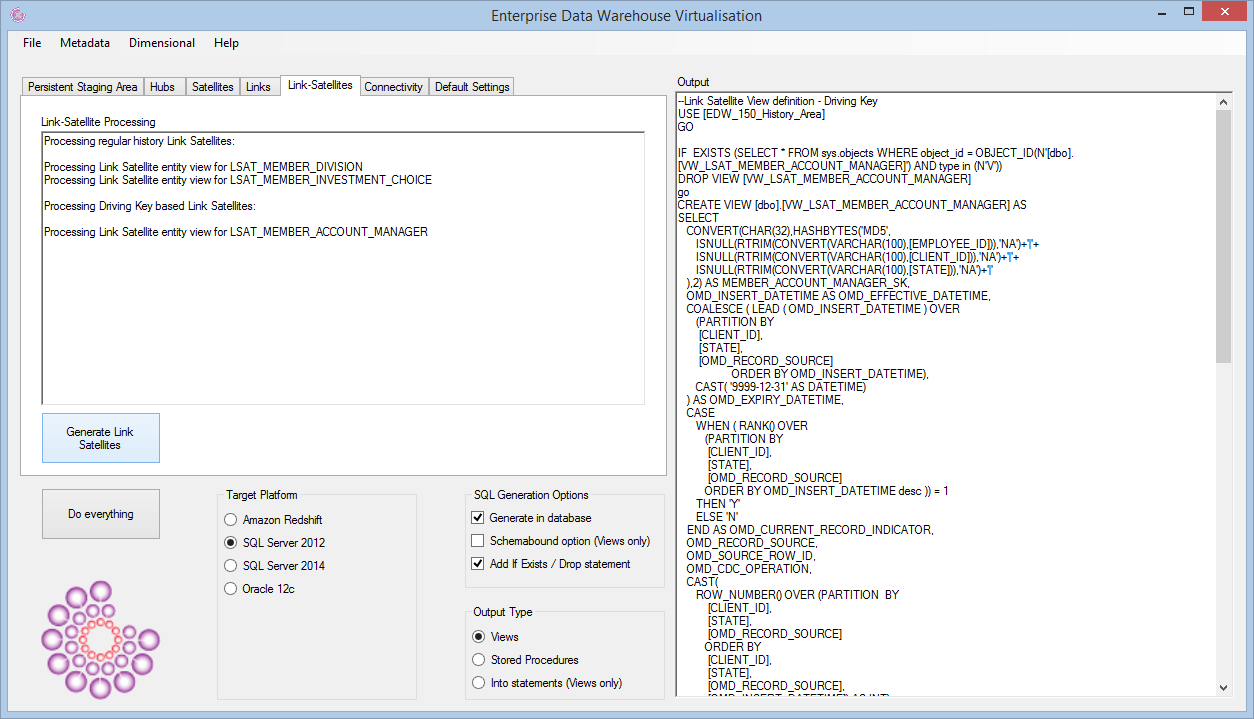 Enterprise Data Warehouse Virtualisation
File Metadata Dimensional Help
Persistent Staging Area Hubs Satellites Links Link-Satellites Connectivity Default Settings
Link-Satellite Processing
Processing regular history Link Satellites:
Processing Link Satellite entity view for LSAT_MEMBER_DIVISION
Processing Link Satellite entity view for LSAT_MEMBER_INVESTMENT_CHOICE
Processing Driving Key based Link Satellites:
Processing Link Satellite entity view for LSAT_MEMBER_ACCOUNT_MANAGER
Generate Link
Satellites
Do everything
Target Platform
Amazon Redshift
SQL Server 2012
SQL Server 2014
Oracle 12c
SQL Generation Options
Generate in database
Schemabound option (Views only)
Add If Exists / Drop statement
Output Type
Views
Stored Procedures
Into statements (Views only)
Output
--Link Satellite View definition - Driving Key
USE [EDW_150_History_Area]
GO
IF EXISTS (SELECT * FROM sys.objects WHERE object_id = OBJECT_ID(N'[dbo].
[VW_LSAT_MEMBER_ACCOUNT_MANAGER]') AND type in (N'V'))
DROP VIEW [VW_LSAT_MEMBER_ACCOUNT_MANAGER]
go
CREATE VIEW [dbo].[VW_LSAT_MEMBER_ACCOUNT_MANAGER] AS
SELECT
CONVERT(CHAR(32),HASHBYTES('MD5',
ISNULL(RTRIM(CONVERT(VARCHAR(100),[EMPLOYEE_ID])),'NA')+'|'+
ISNULL(RTRIM(CONVERT(VARCHAR(100),[CLIENT_ID])),'NA')+'|'+
ISNULL(RTRIM(CONVERT(VARCHAR(100),[STATE])),'NA')+'|'
),2) AS MEMBER_ACCOUNT_MANAGER_SK,
OMD_INSERT_DATETIME AS OMD_EFFECTIVE_DATETIME,
COALESCE ( LEAD ( OMD_INSERT_DATETIME ) OVER
(PARTITION BY
[CLIENT_ID],
[STATE],
[OMD_RECORD_SOURCE]
ORDER BY OMD_INSERT_DATETIME),
CAST( '9999-12-31' AS DATETIME)
) AS OMD_EXPIRY_DATETIME,
CASE
WHEN ( RANK() OVER
(PARTITION BY
[CLIENT_ID],
[STATE],
[OMD_RECORD_SOURCE]
ORDER BY OMD_INSERT_DATETIME desc )) = 1
THEN 'Y'
ELSE 'N'
END AS OMD_CURRENT_RECORD_INDICATOR,
OMD_RECORD_SOURCE,
OMD_SOURCE_ROW_ID,
OMD_CDC_OPERATION,
CAST(
ROW_NUMBER() OVER (PARTITION BY
[CLIENT_ID],
[STATE],
[OMD_RECORD_SOURCE]
ORDER BY
[CLIENT_ID],
[STATE],
[OMD_RECORD_SOURCE],